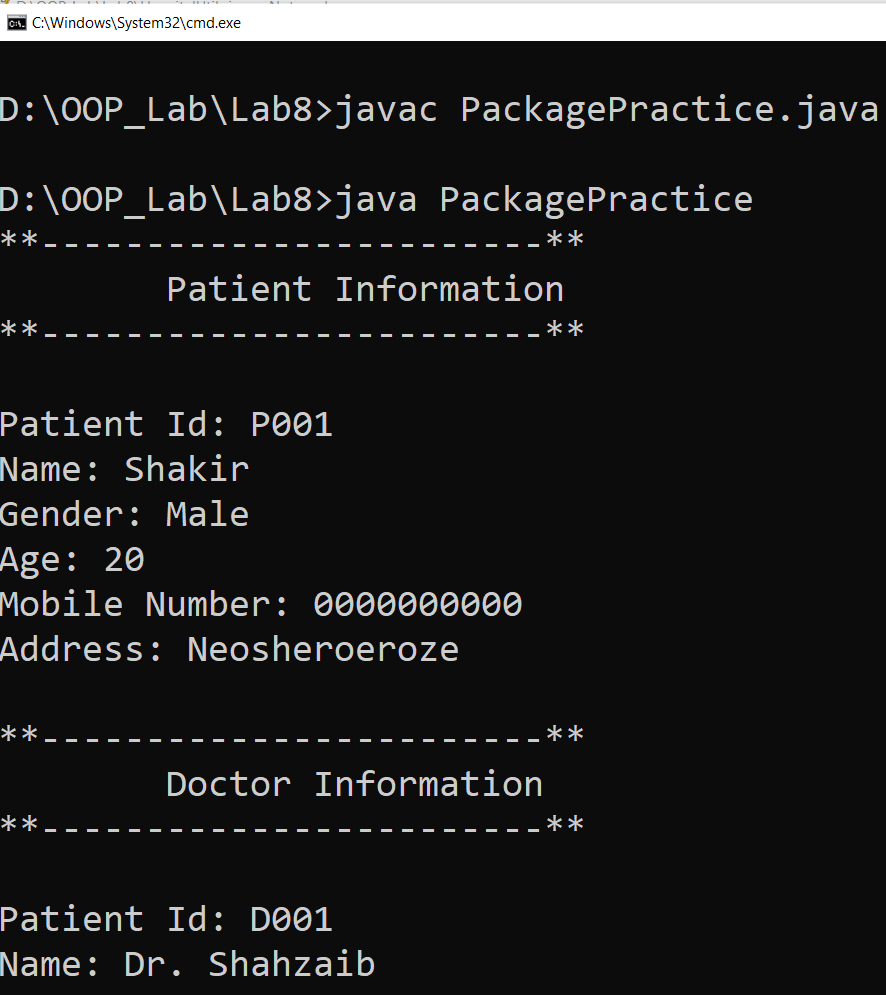 C:\Windows\System32\cmd.exe
D:\OOP_Lab\Lab8>javac PackagePractice.java
D:\OOP_Lab\Lab8>java PackagePractice
**------------------------**
Patient Information
**------------------------**
Patient Id: P001
Name: Shakir
Gender: Male
Age: 20
Mobile Number: 0000000000
Address: Neosheroeroze
**------------------------**
Doctor Information
**------------------------**
Patient Id: D001
Name: Dr. Shahzaib